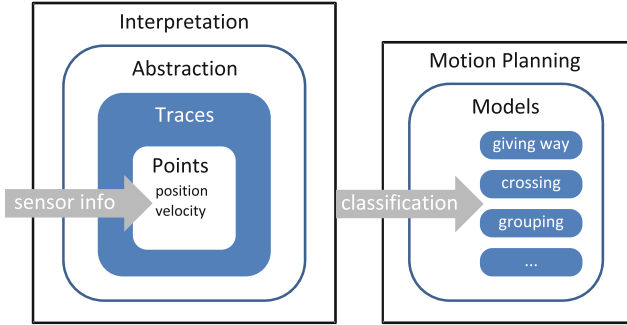 Interpretation
Abstraction
Traces
Points
position
velocity
sensor info
classification
Motion Planning
Models
giving way
crossing
grouping
...